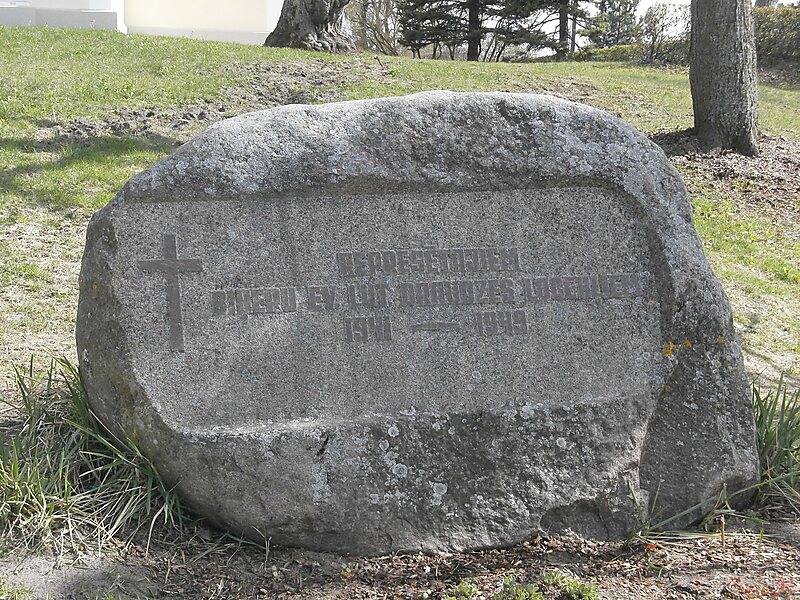 REPRESĒTAJIEM
BIĶERU EV. LUT. DRAUDZES LOCEKĻIEM
1941 — 1949